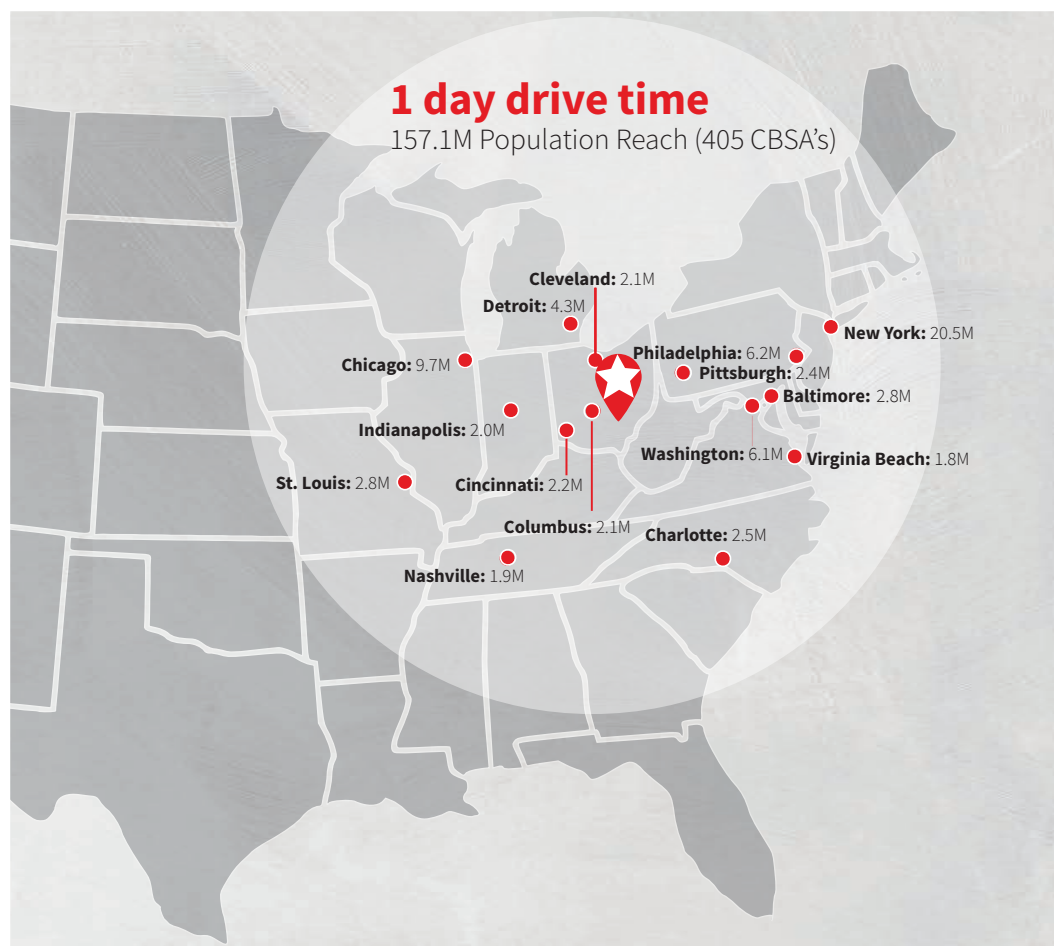 1 day drive time
157.1M Population Reach (405 CBSA's)
Cleveland: 2.1M
Detroit: 4.3M
New York: 20.5M
Philadelphia: 6.2M
Chicago: 9.7M
Pittsburgh: 2.4M
Baltimore: 2.8M
Indianapolis: 2.0M
Washington: 6.1M
Virginia Beach: 1.8M
St. Louis: 2.8M
Cincinnati: 2.2M
Columbus: 2.1M
Charlotte: 2.5M
Nashville: 1.9M